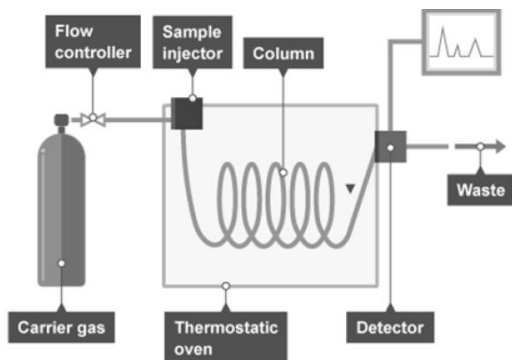 Flow
controller
Sample
injector
Column
Waste
Carrier gas
Thermostatic
oven
Detector